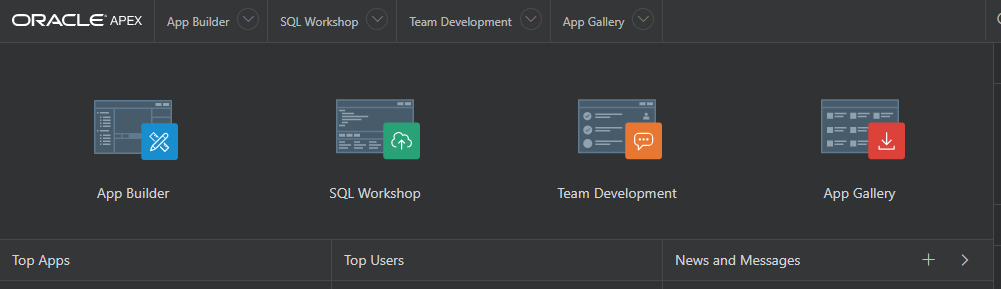 ORACLE APEX App Builder SQL Workshop Team Development App Gallery
App Builder SQL Workshop Team Development App Gallery
Top Apps Top Users News and Messages